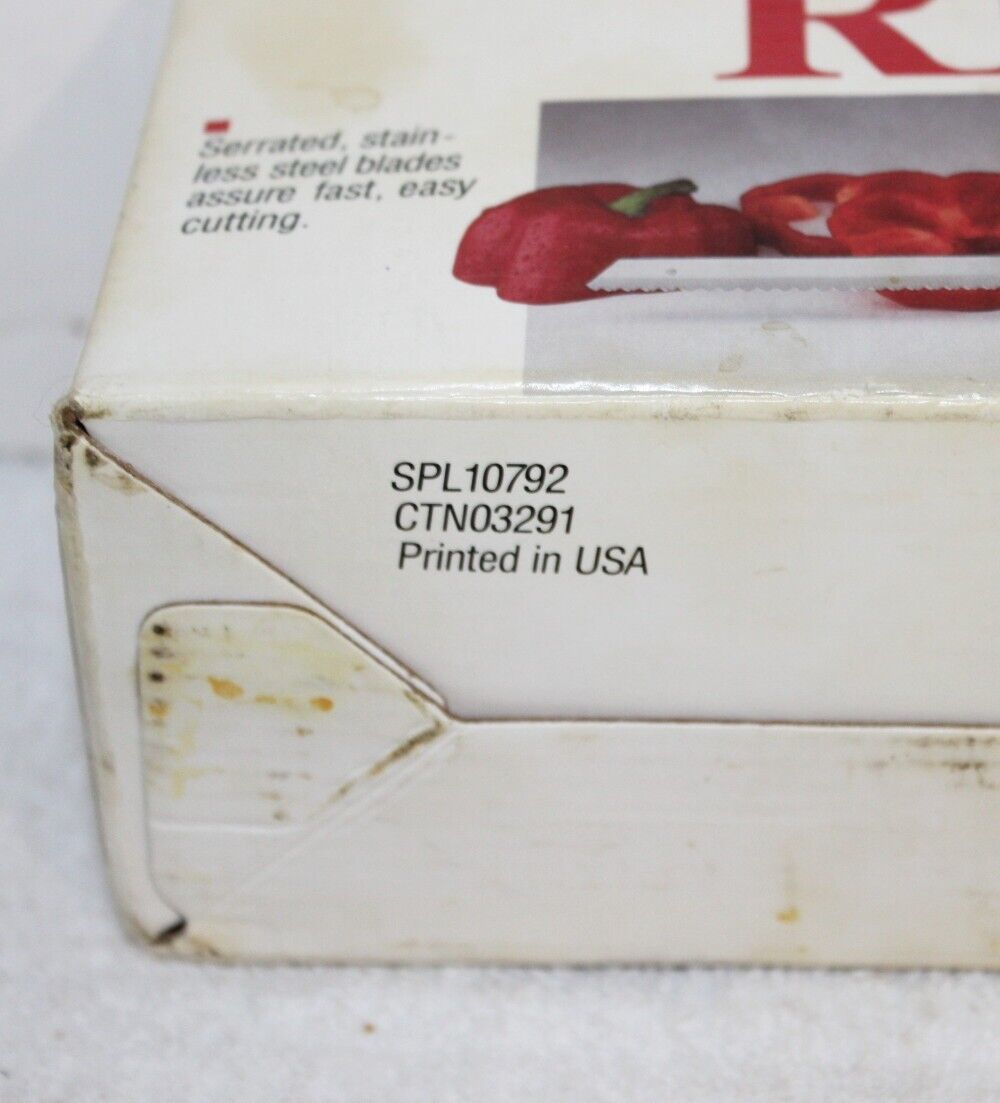 R
Serrated, stain-
less steel blades
assure fast, easy
cutting.
SPL10792
CTN03291
Printed in USA